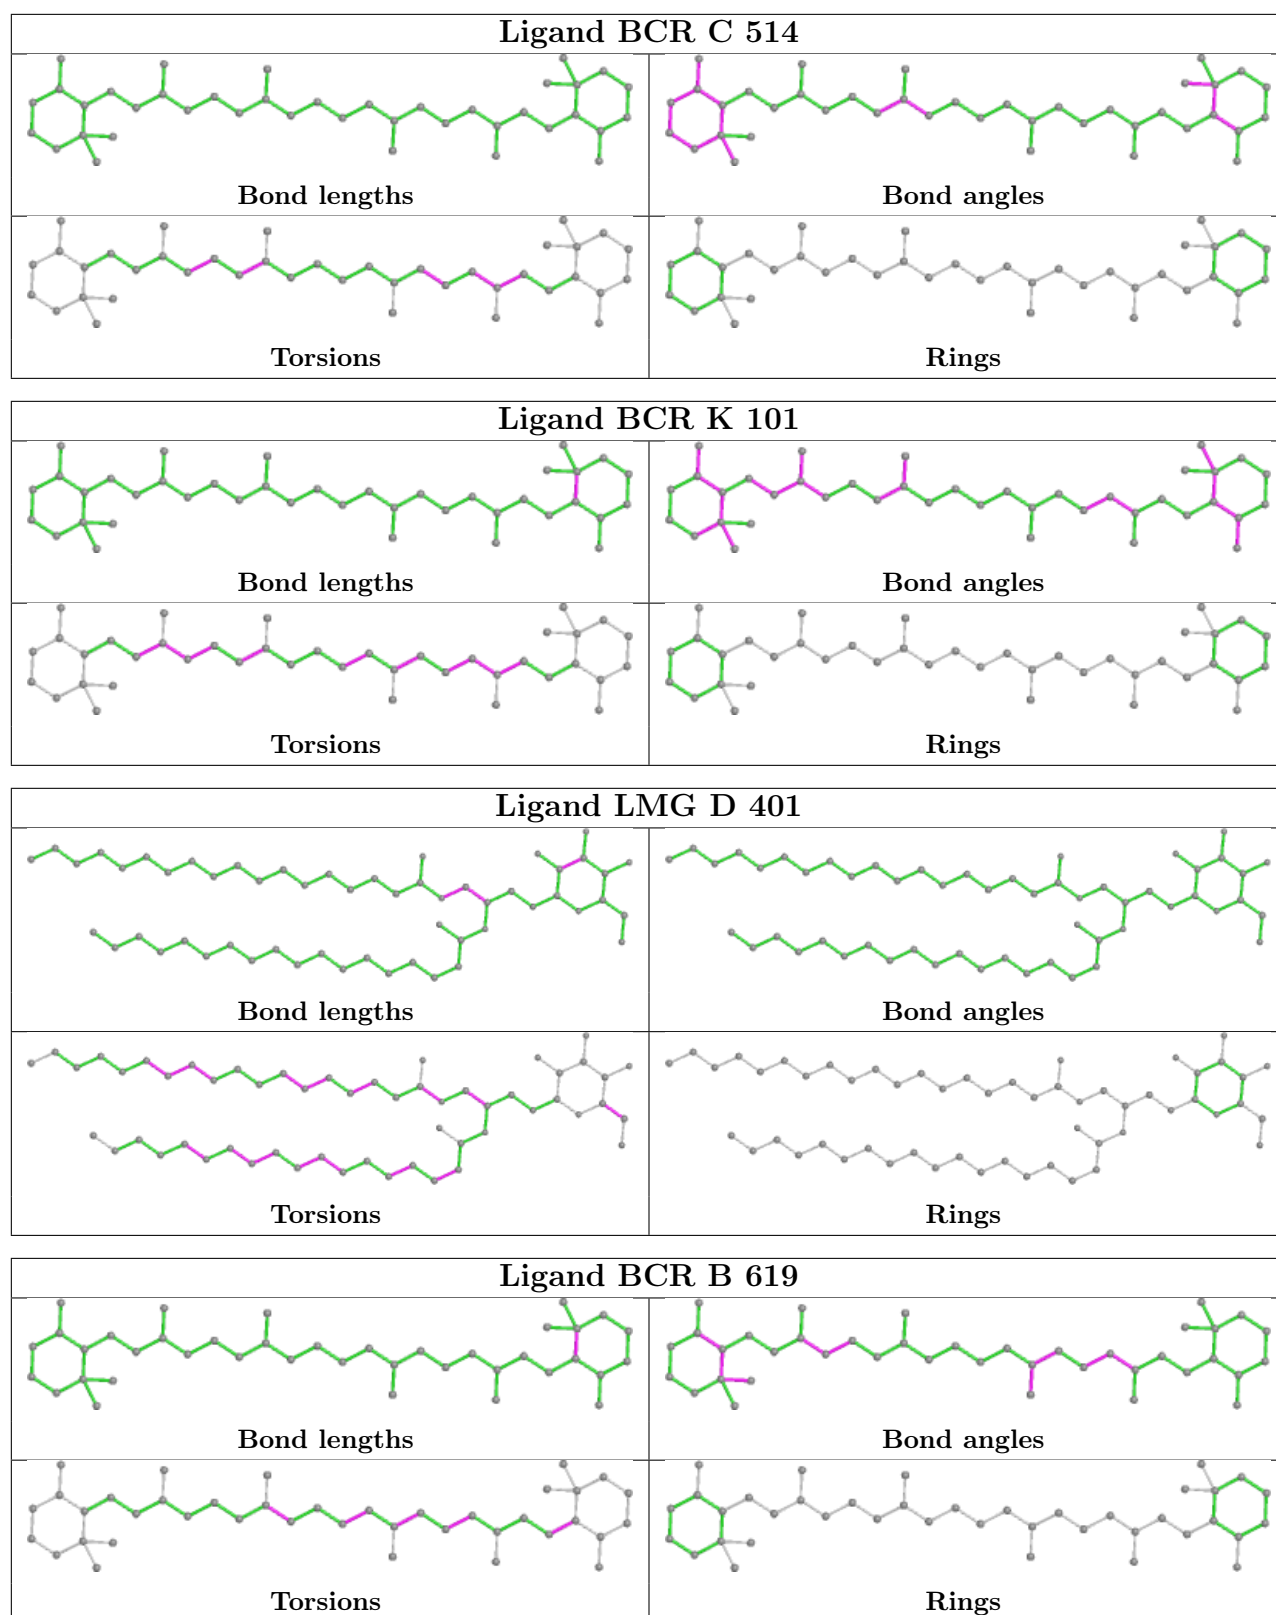 Ligand BCR C 514
Bond lengths Bond angles
Torsions Rings
Ligand BCR K 101
Bond lengths Bond angles
Torsions Rings
Ligand LMG D 401
Bond lengths Bond angles
Torsions Rings
Ligand BCR B 619
Bond lengths Bond angles
Torsions Rings